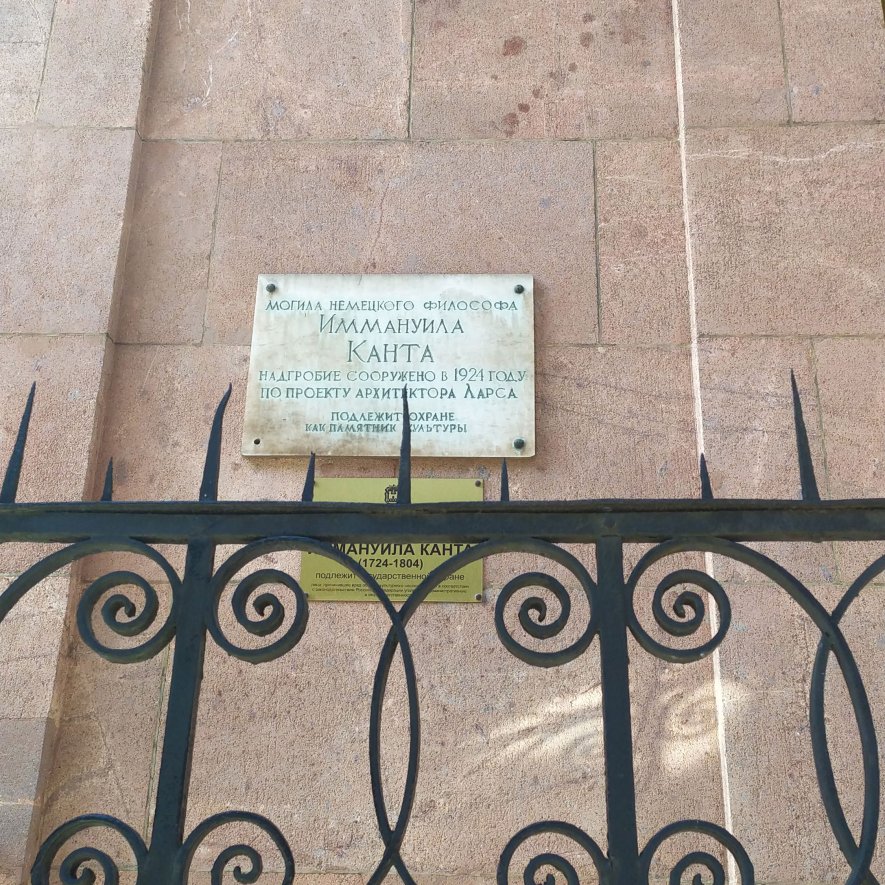 МОГИЛА НЕМЕЦКОГО ФИЛОСОФА
ИММАНУИЛА
КАНТА
НАДГРОБИЕ СООРУЖЕНО В 1924 ГОДУ
ПО ПРОЕКТУ АРХИТЕКТОРА ЛАРСА
ПОДЛЕЖИТ ОХРАНЕ
КАК ПАМЯТНИК КУЛЬТУРЫ
ИММАНУИЛА КАНТА
(1724-1804)
подлежит государственной охране